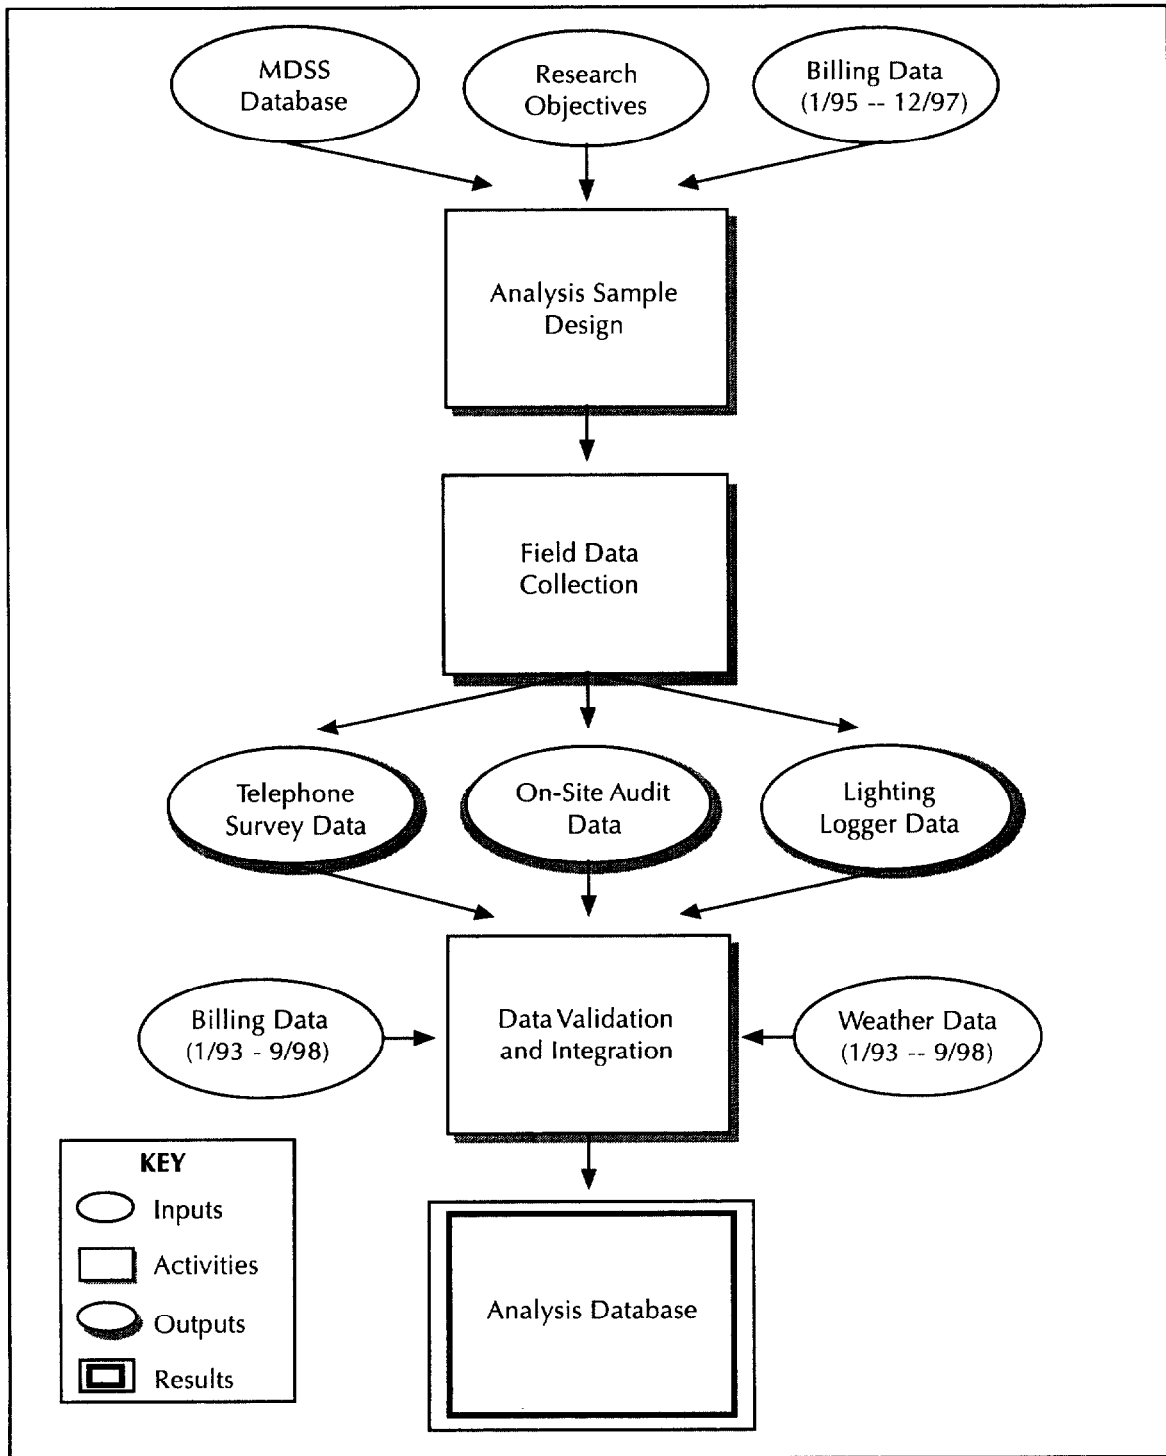 MDSS
Database
Research
Objectives
Billing Data
(1/95 -- 12/97)
Analysis Sample
Design
Field Data
Collection
Telephone
Survey Data
On-Site Audit
Data
Lighting
Logger Data
Billing Data
(1/93 - 9/98)
Data Validation
and Integration
Weather Data
(1/93 -- 9/98)
KEY
Inputs
Activities
Outputs
Results
Analysis Database